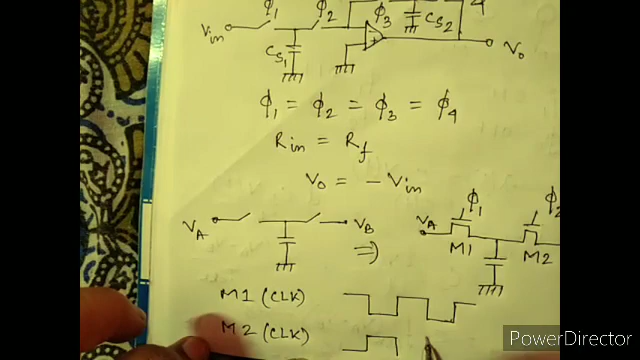 ϕ1 ϕ2 ϕ3 4
Vin CS1 CS2 Vo
ϕ1 = ϕ2 = ϕ3 = ϕ4
Rin = Rf
Vo = - Vin
VA VB ⇒ VA ϕ1 M1 M2 ϕ2
M1 (CLK)
M2 (CLK)
PowerDirector